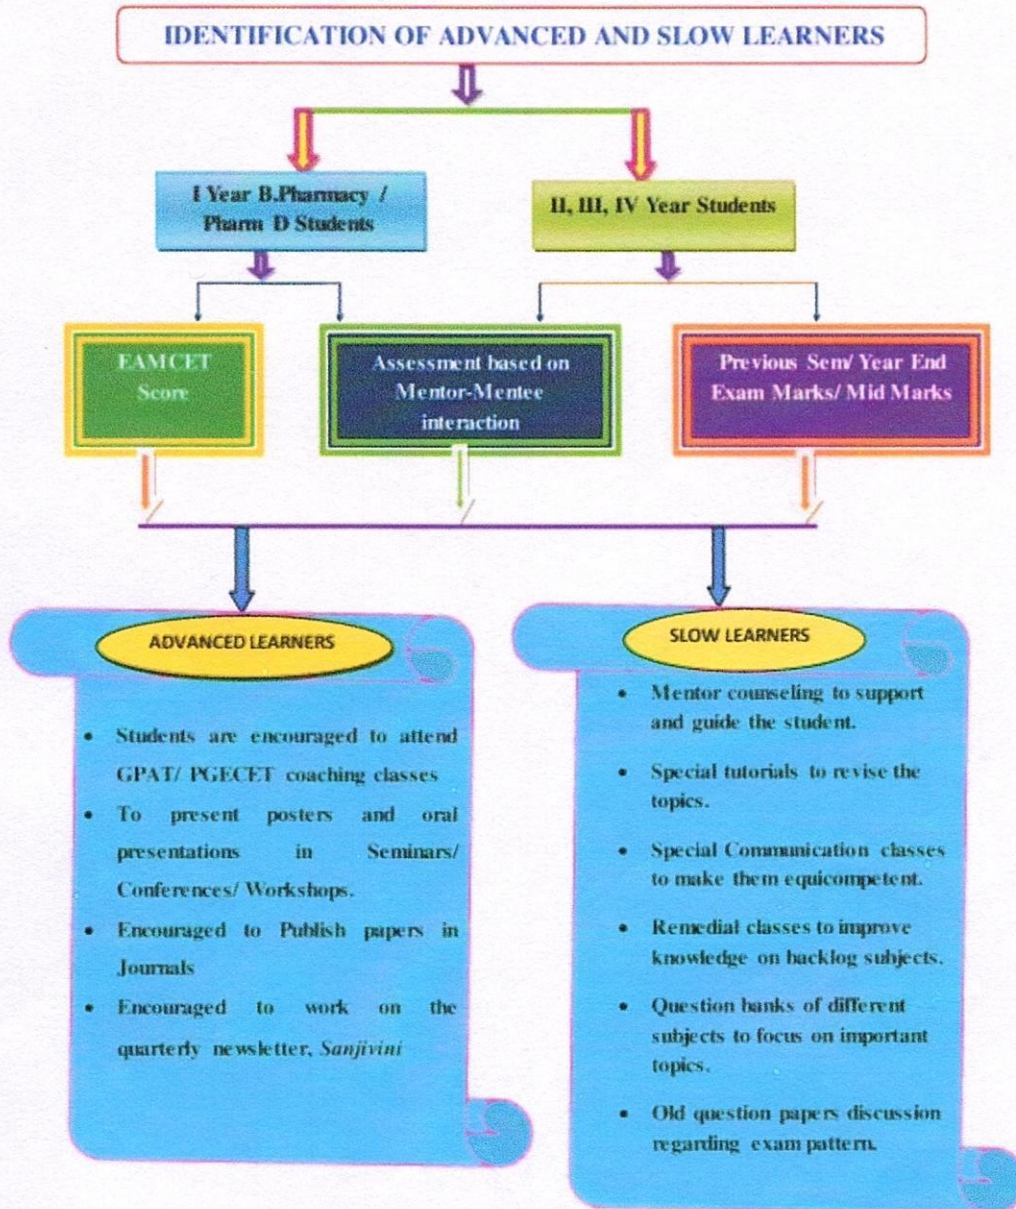 IDENTIFICATION OF ADVANCED AND SLOW LEARNERS
I Year B.Pharmacy /
Pharm D Students
II, III, IV Year Students
EAMCET
Score
Assessment based on
Mentor-Mentee
interaction
Previous Sem/ Year End
Exam Marks/ Mid Marks
ADVANCED LEARNERS
• Students are encouraged to attend
GPAT/ PGECET coaching classes
• To present posters and oral
presentations in Seminars/
Conferences/ Workshops.
• Encouraged to Publish papers in
Journals
• Encouraged to work on the
quarterly newsletter, Sanjivini
SLOW LEARNERS
• Mentor counseling to support
and guide the student.
• Special tutorials to revise the
topics.
• Special Communication classes
to make them equicompetent.
• Remedial classes to improve
knowledge on backlog subjects.
• Question banks of different
subjects to focus on important
topics.
• Old question papers discussion
regarding exam pattern.